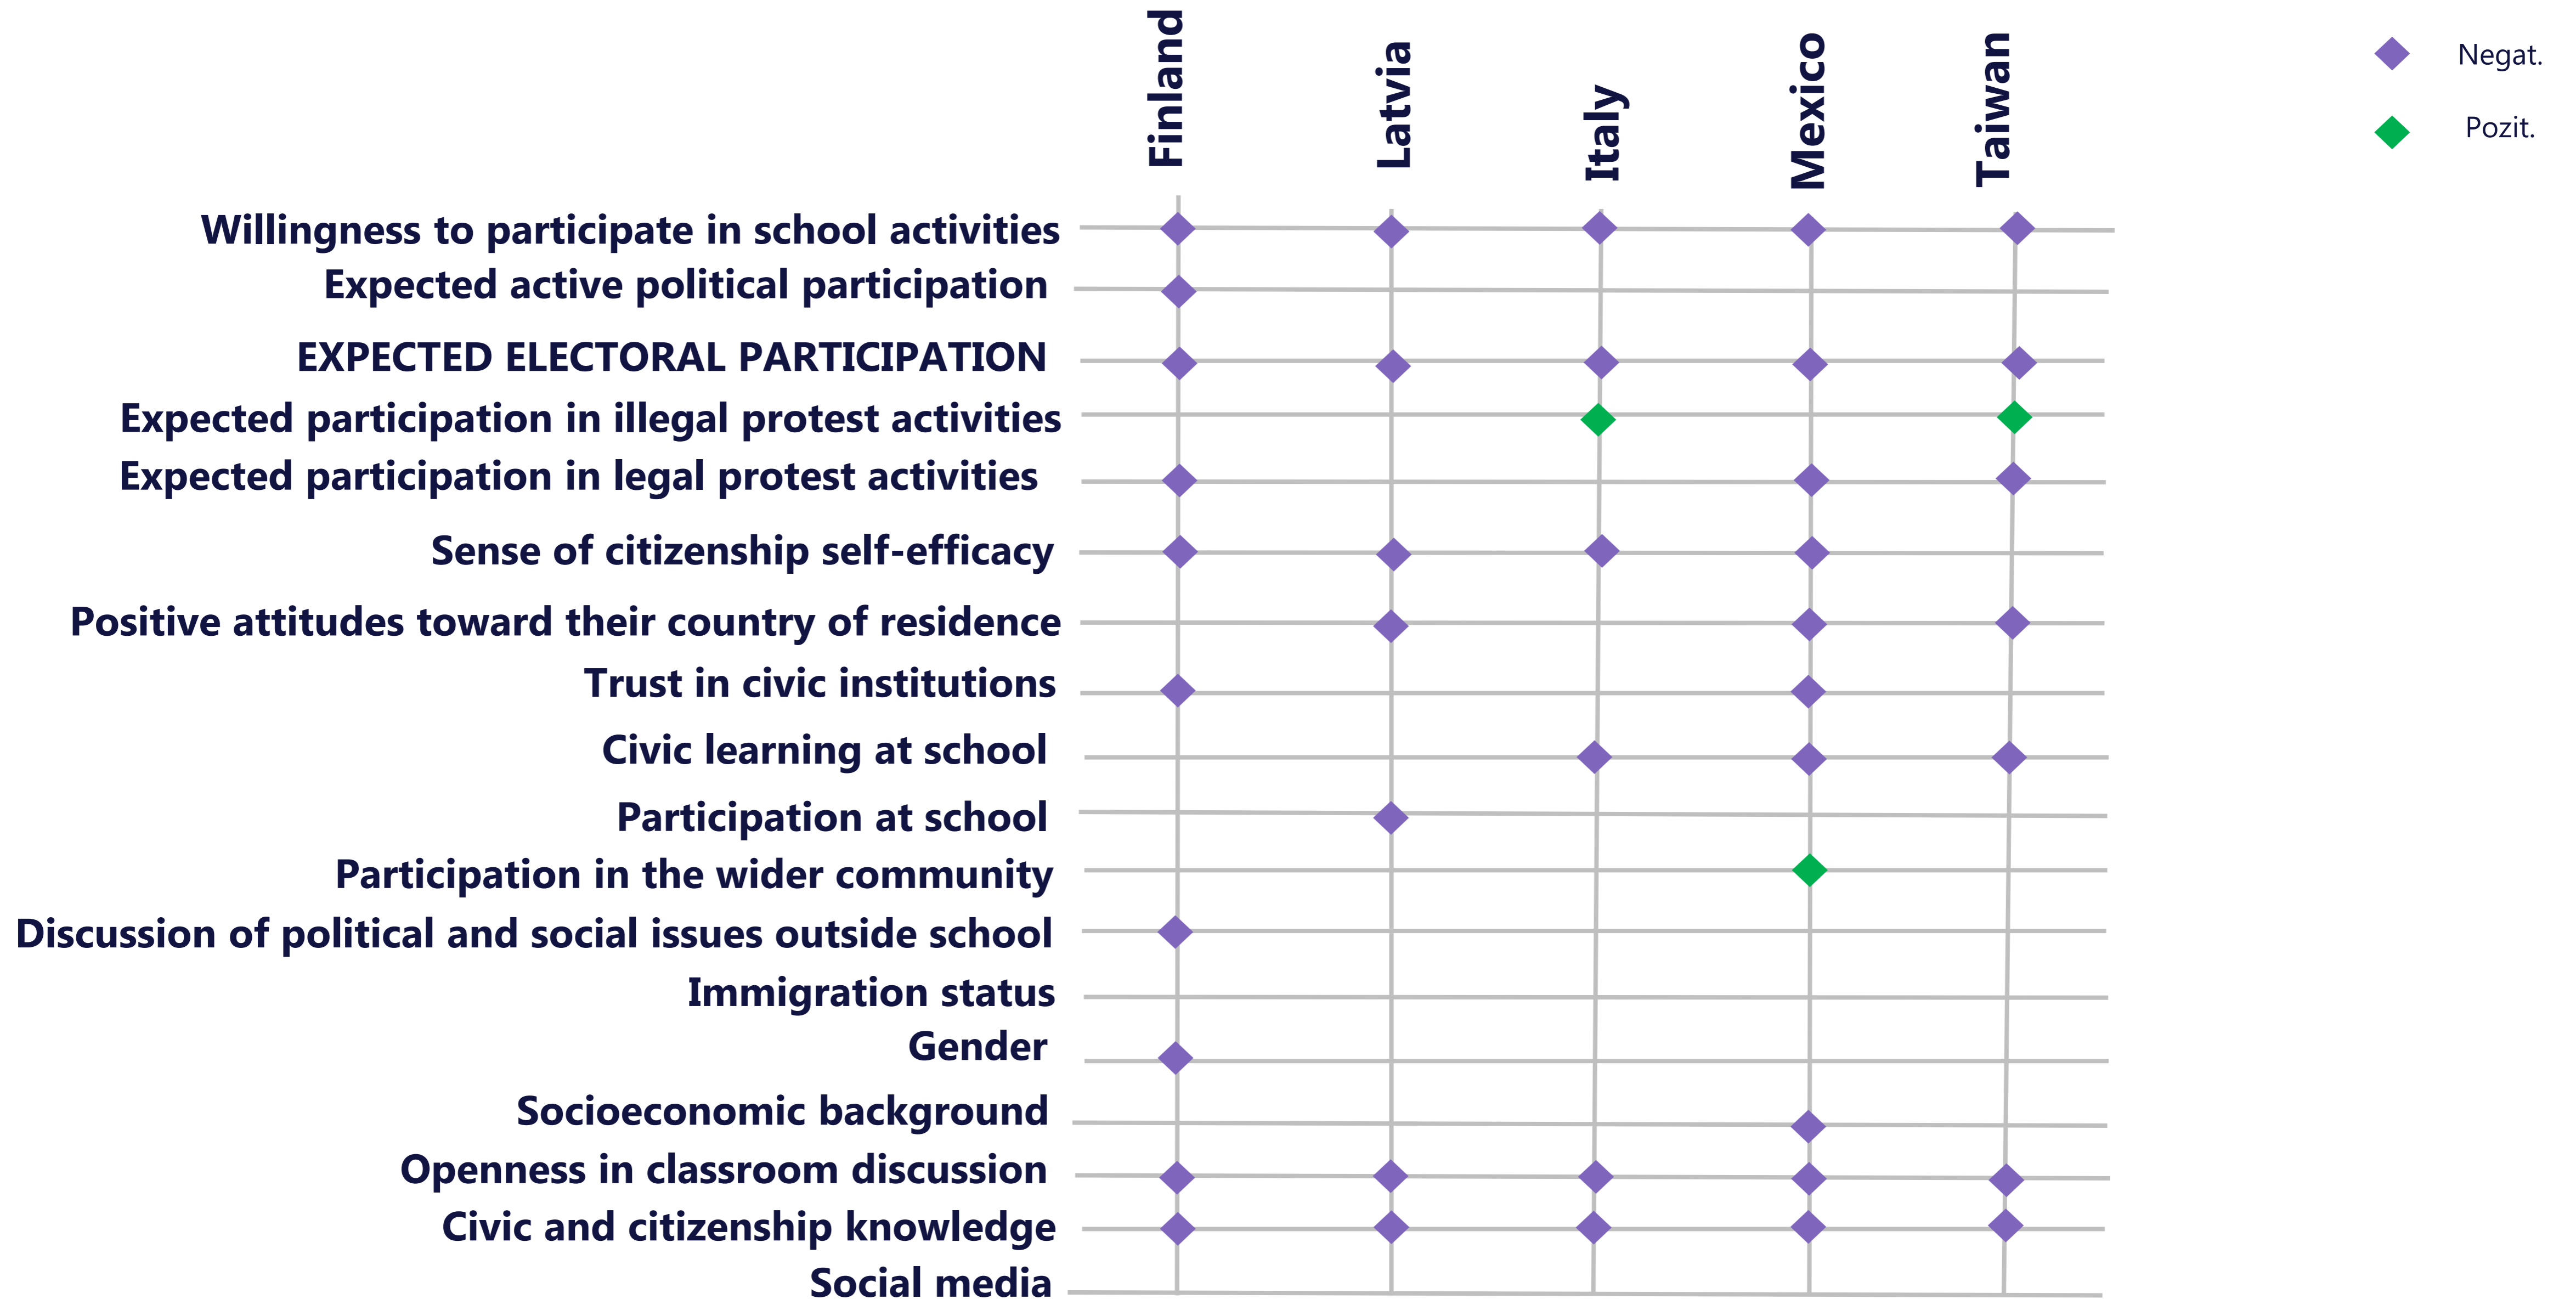 Finland
Latvia
Italy
Mexico
Taiwan
Negat.
Pozit.
Willingness to participate in school activities
Expected active political participation
EXPECTED ELECTORAL PARTICIPATION
Expected participation in illegal protest activities
Expected participation in legal protest activities
Sense of citizenship self-efficacy
Positive attitudes toward their country of residence
Trust in civic institutions
Civic learning at school
Participation at school
Participation in the wider community
Discussion of political and social issues outside school
Immigration status
Gender
Socioeconomic background
Openness in classroom discussion
Civic and citizenship knowledge
Social media